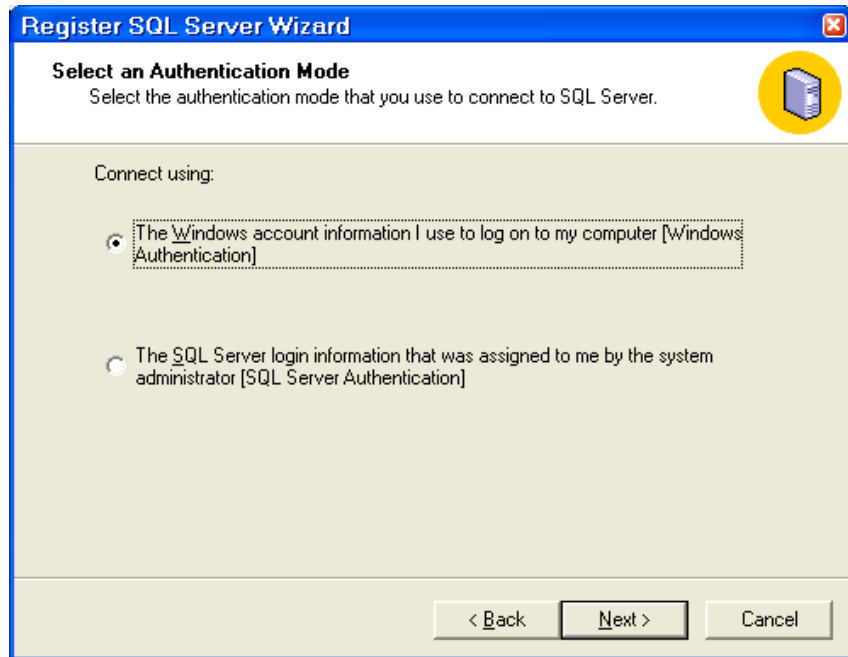 Register SQL Server Wizard
Select an Authentication Mode
Select the authentication mode that you use to connect to SQL Server.
Connect using:
The Windows account information I use to log on to my computer [Windows
Authentication]
The SQL Server login information that was assigned to me by the system
administrator [SQL Server Authentication]
< Back
Next >
Cancel